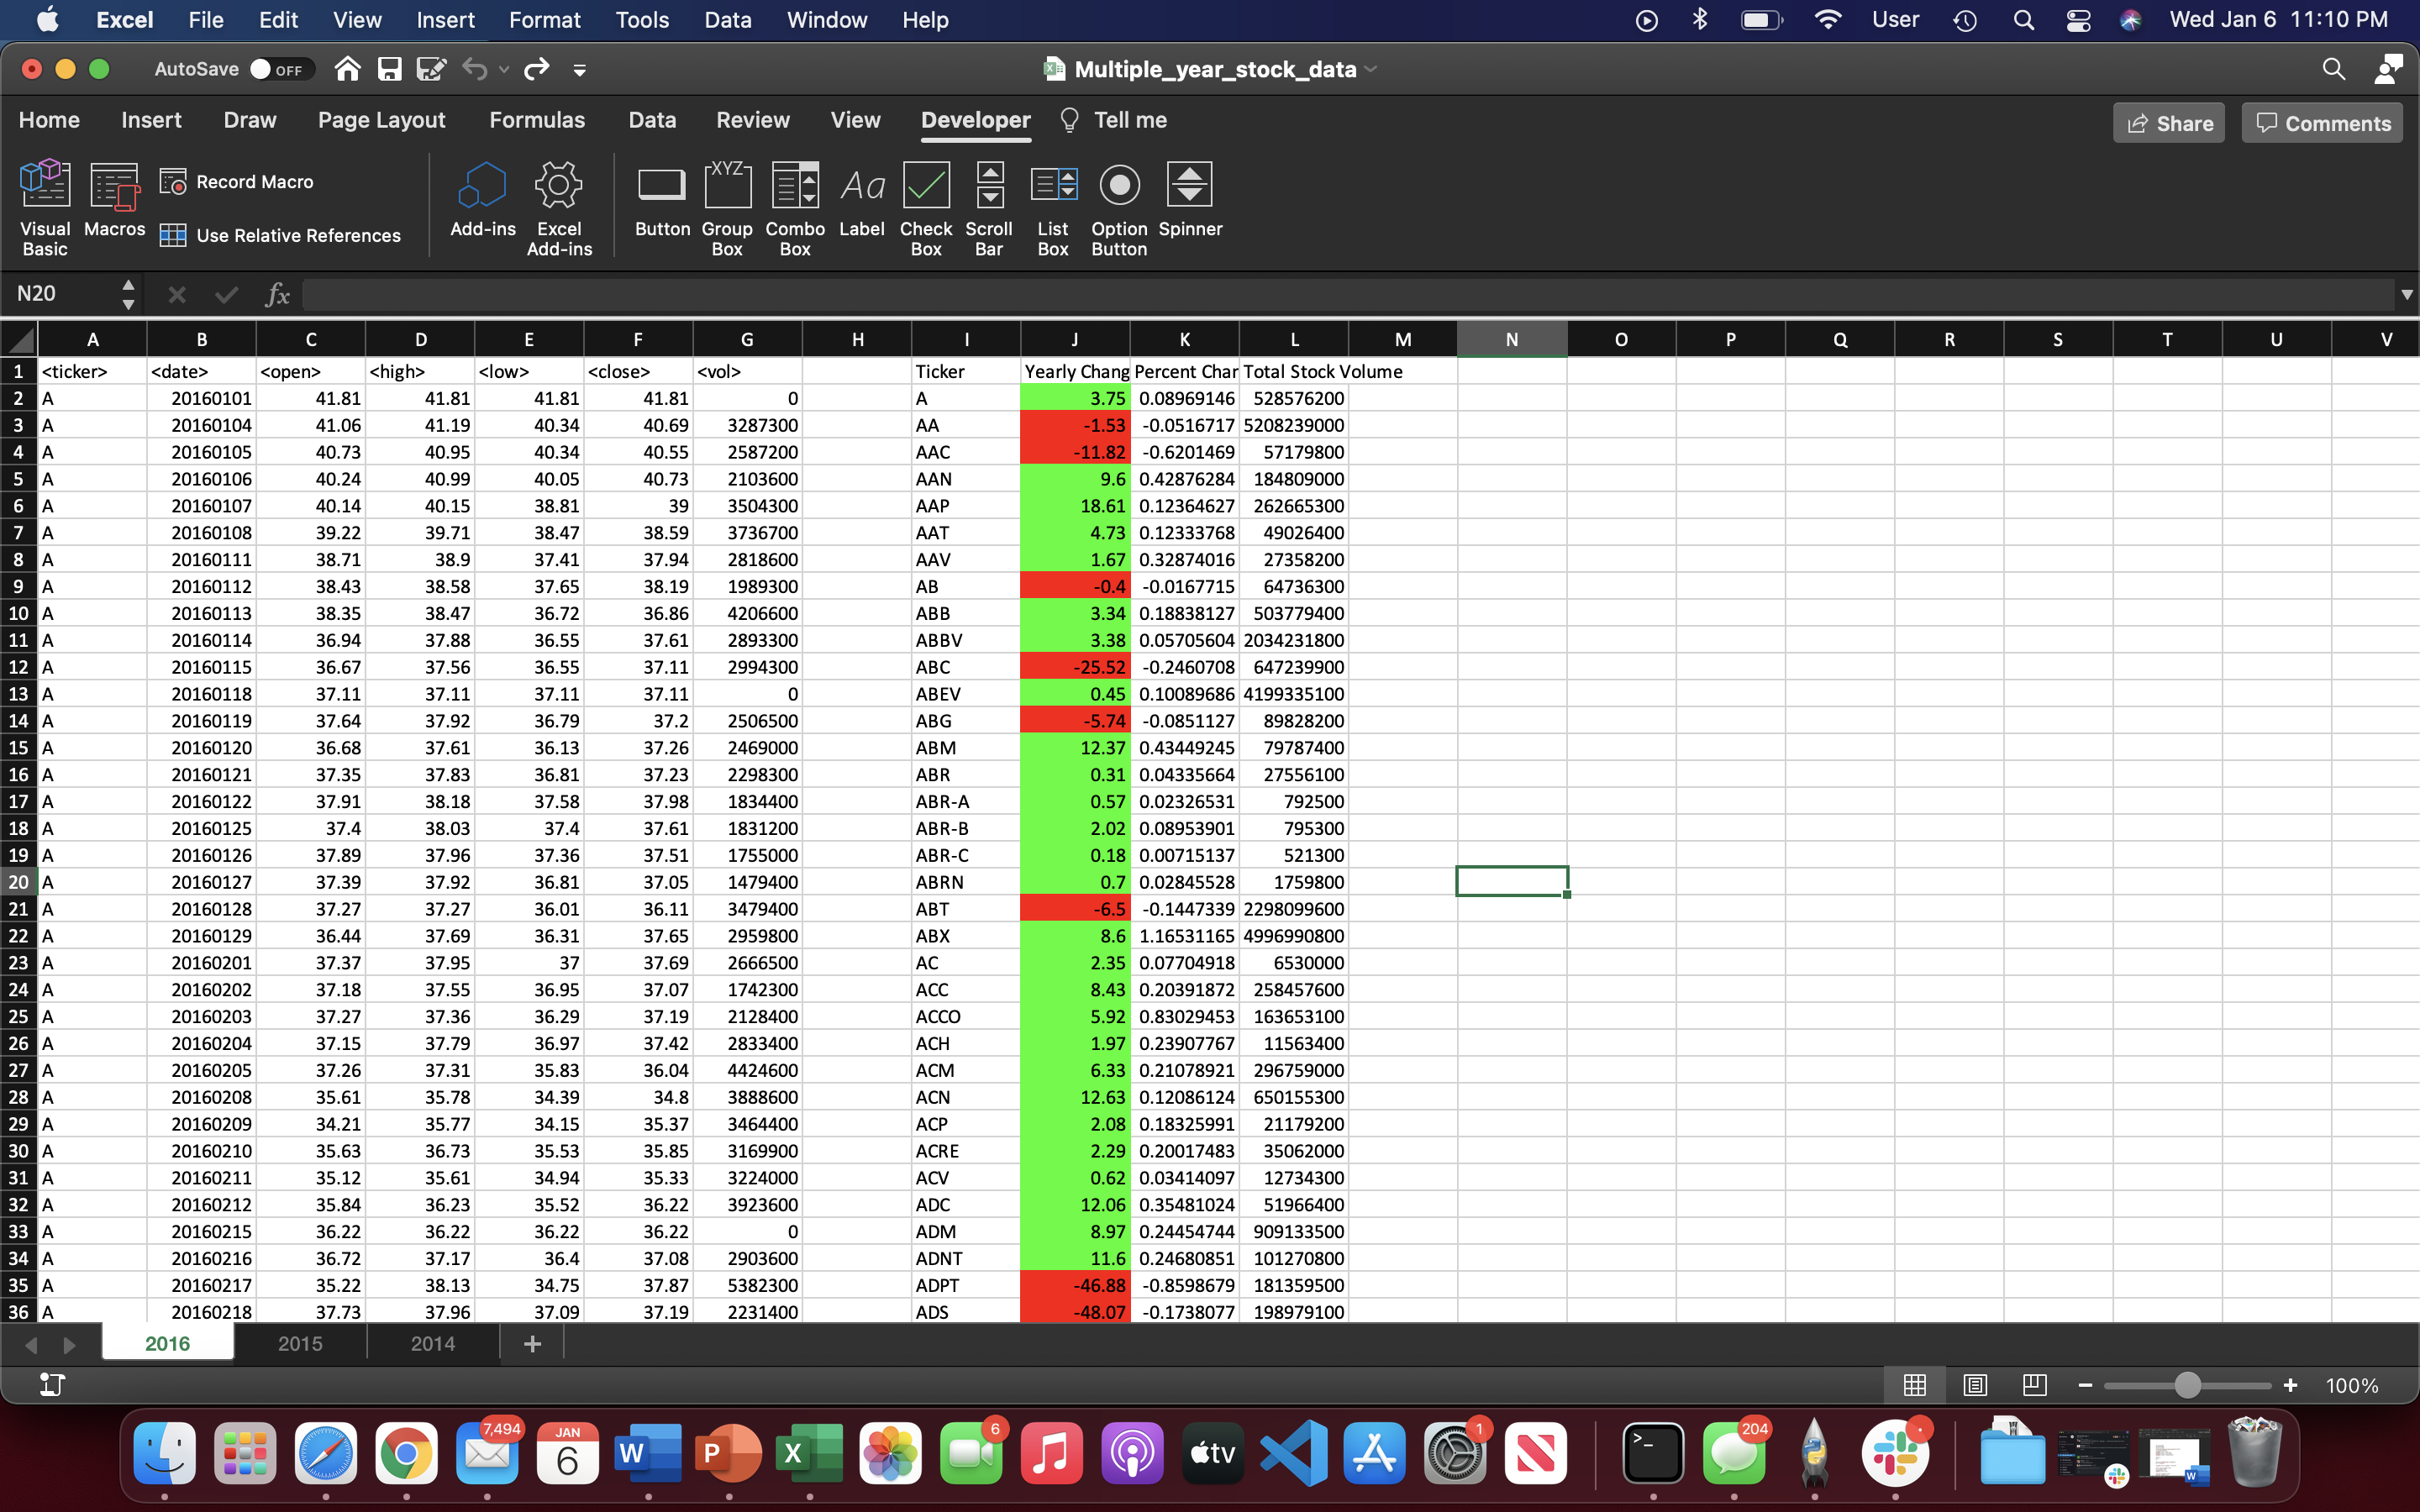 Excel File Edit View Insert Format Tools Data Window Help User Wed Jan 6 11:10 PM
AutoSave OFF Multiple_year_stock_data
Home Insert Draw Page Layout Formulas Data Review View Developer Tell me Share Comments
Visual Basic Macros Record Macro Use Relative References Add-ins Excel Add-ins Button XYZ Group Box Combo Box Aa Label Check Box Scroll Bar List Box Option Button Spinner
N20 fx
A B C D E F G H I J K L M N O P Q R S T U V
1 <ticker> <date> <open> <high> <low> <close> <vol> Ticker Yearly Chang Percent Char Total Stock Volume
2 A 20160101 41.81 41.81 41.81 41.81 0 A 3.75 0.08969146 528576200
3 A 20160104 41.06 41.19 40.34 40.69 3287300 AA -1.53 -0.0516717 5208239000
4 A 20160105 40.73 40.95 40.34 40.55 2587200 AAC -11.82 -0.6201469 57179800
5 A 20160106 40.24 40.99 40.05 40.73 2103600 AAN 9.6 0.42876284 184809000
6 A 20160107 40.14 40.15 38.81 39 3504300 AAP 18.61 0.12364627 262665300
7 A 20160108 39.22 39.71 38.47 38.59 3736700 AAT 4.73 0.12333768 49026400
8 A 20160111 38.71 38.9 37.41 37.94 2818600 AAV 1.67 0.32874016 27358200
9 A 20160112 38.43 38.58 37.65 38.19 1989300 AB -0.4 -0.0167715 64736300
10 A 20160113 38.35 38.47 36.72 36.86 4206600 ABB 3.34 0.18838127 503779400
11 A 20160114 36.94 37.88 36.55 37.61 2893300 ABBV 3.38 0.05705604 2034231800
12 A 20160115 36.67 37.56 36.55 37.11 2994300 ABC -25.52 -0.2460708 647239900
13 A 20160118 37.11 37.11 37.11 37.11 0 ABEV 0.45 0.10089686 4199335100
14 A 20160119 37.64 37.92 36.79 37.2 2506500 ABG -5.74 -0.0851127 89828200
15 A 20160120 36.68 37.61 36.13 37.26 2469000 ABM 12.37 0.43449245 79787400
16 A 20160121 37.35 37.83 36.81 37.23 2298300 ABR 0.31 0.04335664 27556100
17 A 20160122 37.91 38.18 37.58 37.98 1834400 ABR-A 0.57 0.02326531 792500
18 A 20160125 37.4 38.03 37.4 37.61 1831200 ABR-B 2.02 0.08953901 795300
19 A 20160126 37.89 37.96 37.36 37.51 1755000 ABR-C 0.18 0.00715137 521300
20 A 20160127 37.39 37.92 36.81 37.05 1479400 ABRN 0.7 0.02845528 1759800
21 A 20160128 37.27 37.27 36.01 36.11 3479400 ABT -6.5 -0.1447339 2298099600
22 A 20160129 36.44 37.69 36.31 37.65 2959800 ABX 8.6 1.16531165 4996990800
23 A 20160201 37.37 37.95 37 37.69 2666500 AC 2.35 0.07704918 6530000
24 A 20160202 37.18 37.55 36.95 37.07 1742300 ACC 8.43 0.20391872 258457600
25 A 20160203 37.27 37.36 36.29 37.19 2128400 ACCO 5.92 0.83029453 163653100
26 A 20160204 37.15 37.79 36.97 37.42 2833400 ACH 1.97 0.23907767 11563400
27 A 20160205 37.26 37.31 35.83 36.04 4424600 ACM 6.33 0.21078921 296759000
28 A 20160208 35.61 35.78 34.39 34.8 3888600 ACN 12.63 0.12086124 650155300
29 A 20160209 34.21 35.77 34.15 35.37 3464400 ACP 2.08 0.18325991 21179200
30 A 20160210 35.63 36.73 35.53 35.85 3169900 ACRE 2.29 0.20017483 35062000
31 A 20160211 35.12 35.61 34.94 35.33 3224000 ACV 0.62 0.03414097 12734300
32 A 20160212 35.84 36.23 35.52 36.22 3923600 ADC 12.06 0.35481024 51966400
33 A 20160215 36.22 36.22 36.22 36.22 0 ADM 8.97 0.24454744 909133500
34 A 20160216 36.72 37.17 36.4 37.08 2903600 ADNT 11.6 0.24680851 101270800
35 A 20160217 35.22 38.13 34.75 37.87 5382300 ADPT -46.88 -0.8598679 181359500
36 A 20160218 37.73 37.96 37.09 37.19 2231400 ADS -48.07 -0.1738077 198979100
2016 2015 2014 +
100%
7,494 JAN 6 W P X 6 tv 1 >_ 204 W